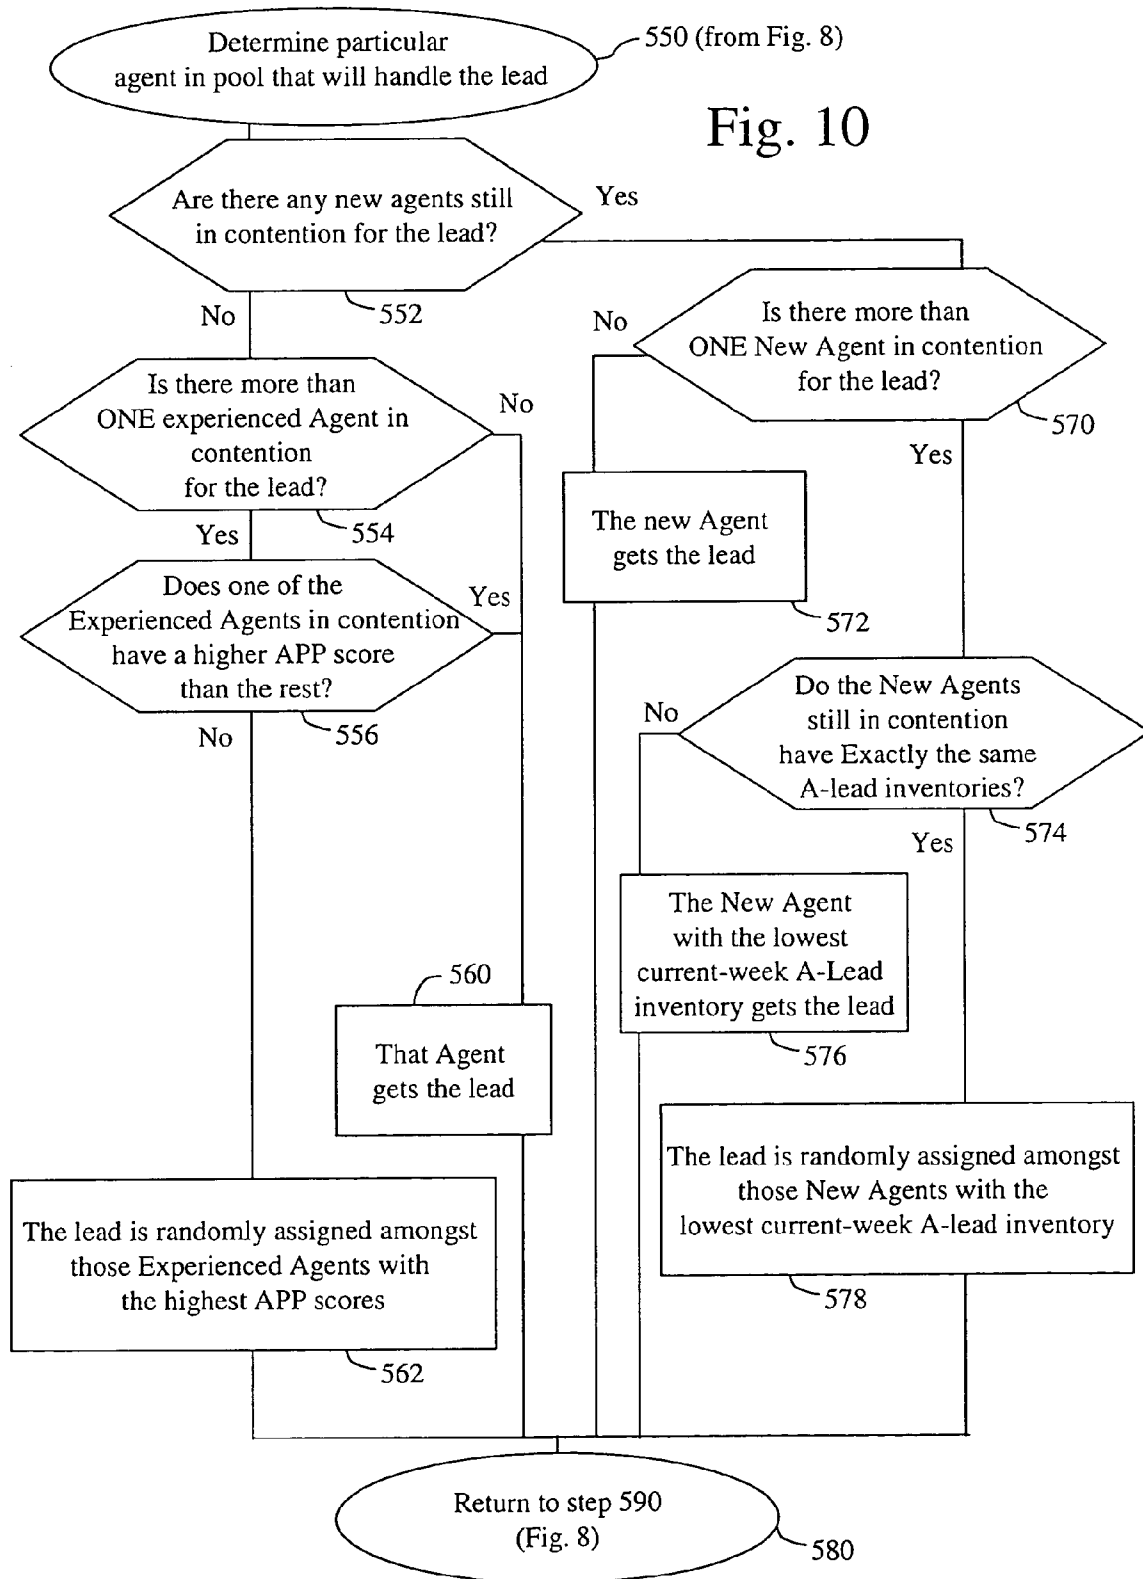 Determine particular
agent in pool that will handle the lead
550 (from Fig. 8)
Fig. 10
Are there any new agents still
in contention for the lead?
Yes
No
552
Is there more than
ONE New Agent in contention
for the lead?
No
570
Yes
Is there more than
ONE experienced Agent in
contention
for the lead?
No
554
Yes
The new Agent
gets the lead
572
Does one of the
Experienced Agents in contention
have a higher APP score
than the rest?
Yes
556
No
Do the New Agents
still in contention
have Exactly the same
A-lead inventories?
No
574
Yes
The New Agent
with the lowest
current-week A-Lead
inventory gets the lead
576
560
That Agent
gets the lead
The lead is randomly assigned amongst
those New Agents with the
lowest current-week A-lead inventory
578
The lead is randomly assigned amongst
those Experienced Agents with
the highest APP scores
562
Return to step 590
(Fig. 8)
580